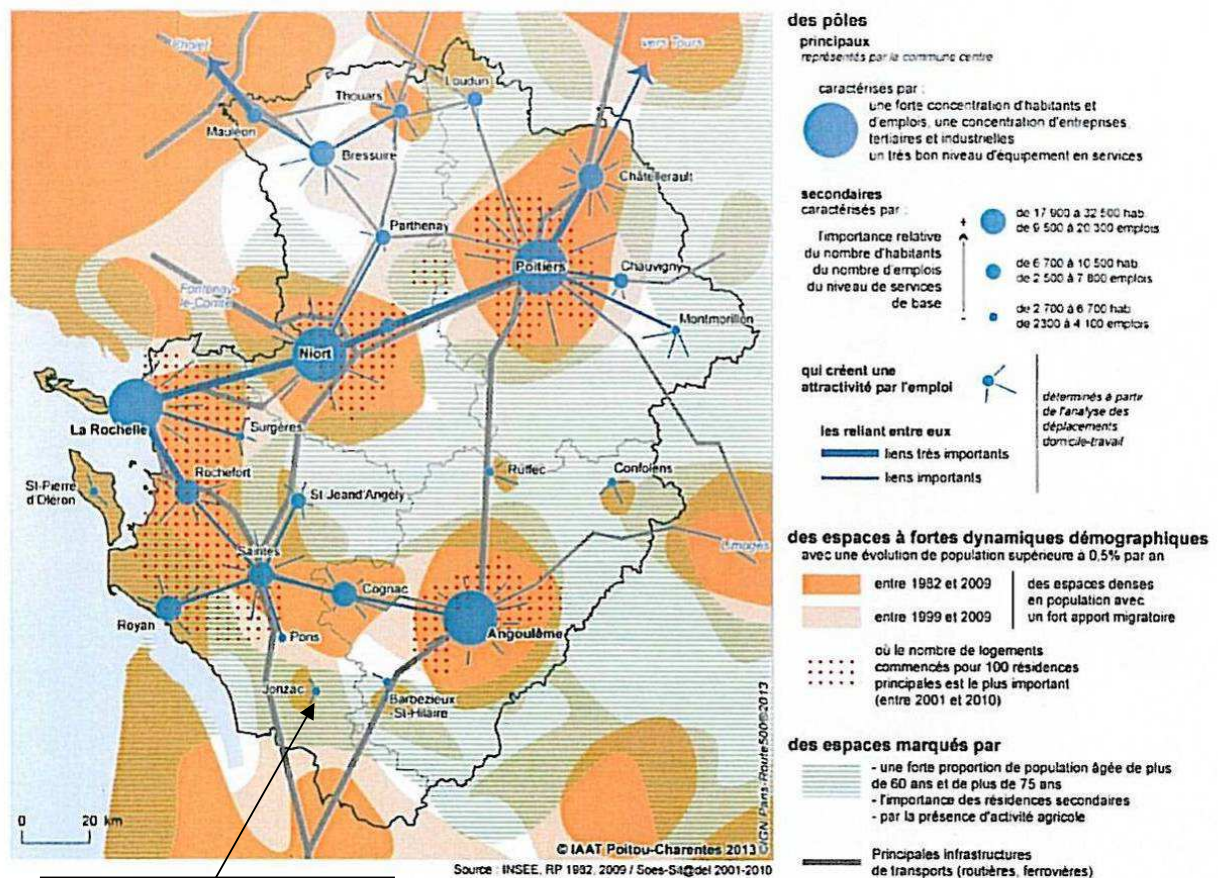 Cholet
vers Tours
Loudun
Thouars
Mauléon
Bressuire
Châtellerault
Parthenay
Poitiers
Chauvigny
Fontenay-
le-Comte
Montmorillon
Niort
La Rochelle
Surgères
Rochefort
Ruffec
Confolens
St-Pierre
d'Oléron
St Jeand'Angély
Saintes
Limoges
Cognac
Royan
Angoulême
Pons
Jonzac
Barbezieux
-St-Hilaire
0 20 km
© IAAT Poitou-Charentes 2013
©IGN, Paris-Route500®2013
Source : INSEE, RP 1982, 2009 / Soes-Sit@del 2001-2010
des pôles
principaux
représentés par la commune centre
caractérisés par :
une forte concentration d'habitants et
d'emplois, une concentration d'entreprises
tertiaires et industrielles
un très bon niveau d'équipement en services
secondaires
caractérisés par :
l'importance relative
du nombre d'habitants
du nombre d'emplois
du niveau de services
de base
+
-
de 17 900 à 32 500 hab.
de 9 500 à 20 300 emplois
de 6 700 à 10 500 hab
de 2 500 à 7 800 emplois
de 2 700 à 6 700 hab
de 2300 à 4 100 emplois
qui créent une
attractivité par l'emploi
déterminés à partir
de l'analyse des
déplacements
domicile-travail
les reliant entre eux
liens très importants
liens importants
des espaces à fortes dynamiques démographiques
avec une évolution de population supérieure à 0,5% par an
entre 1982 et 2009
entre 1999 et 2009
des espaces denses
en population avec
un fort apport migratoire
où le nombre de logements
commencés pour 100 résidences
principales est le plus important
(entre 2001 et 2010)
des espaces marqués par
- une forte proportion de population âgée de plus
de 60 ans et de plus de 75 ans
- l'importance des résidences secondaires
- par la présence d'activité agricole
Principales infrastructures
de transports (routières, ferrovières)